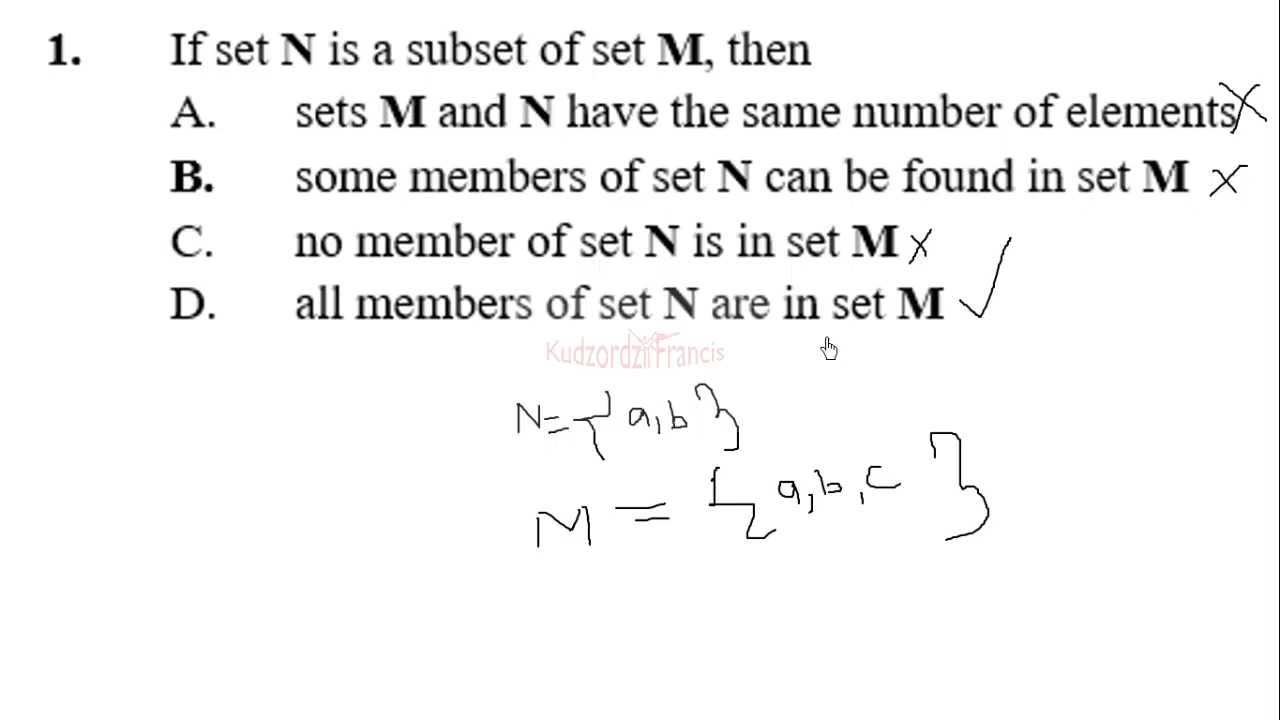 1. If set N is a subset of set M, then
A. sets M and N have the same number of elements X
B. some members of set N can be found in set M X
C. no member of set N is in set M X
D. all members of set N are in set M ✓
Kudzordzi Francis
N={a,b}
M={a,b,c}